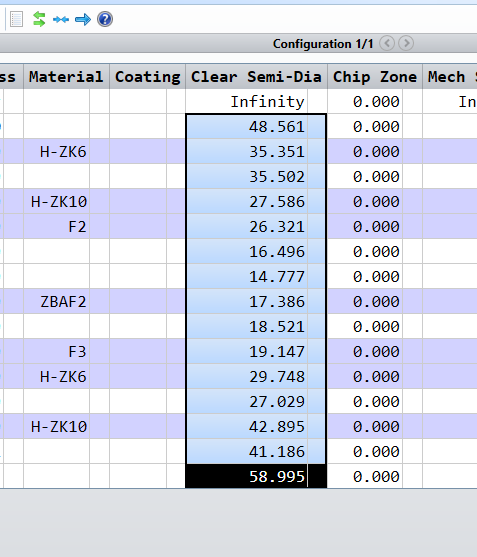 Configuration 1/1
ss Material Coating Clear Semi-Dia Chip Zone Mech
Infinity 0.000 In
48.561 0.000
H-ZK6 35.351 0.000
35.502 0.000
H-ZK10 27.586 0.000
F2 26.321 0.000
16.496 0.000
14.777 0.000
ZBAF2 17.386 0.000
18.521 0.000
F3 19.147 0.000
H-ZK6 29.748 0.000
27.029 0.000
H-ZK10 42.895 0.000
41.186 0.000
58.995 0.000